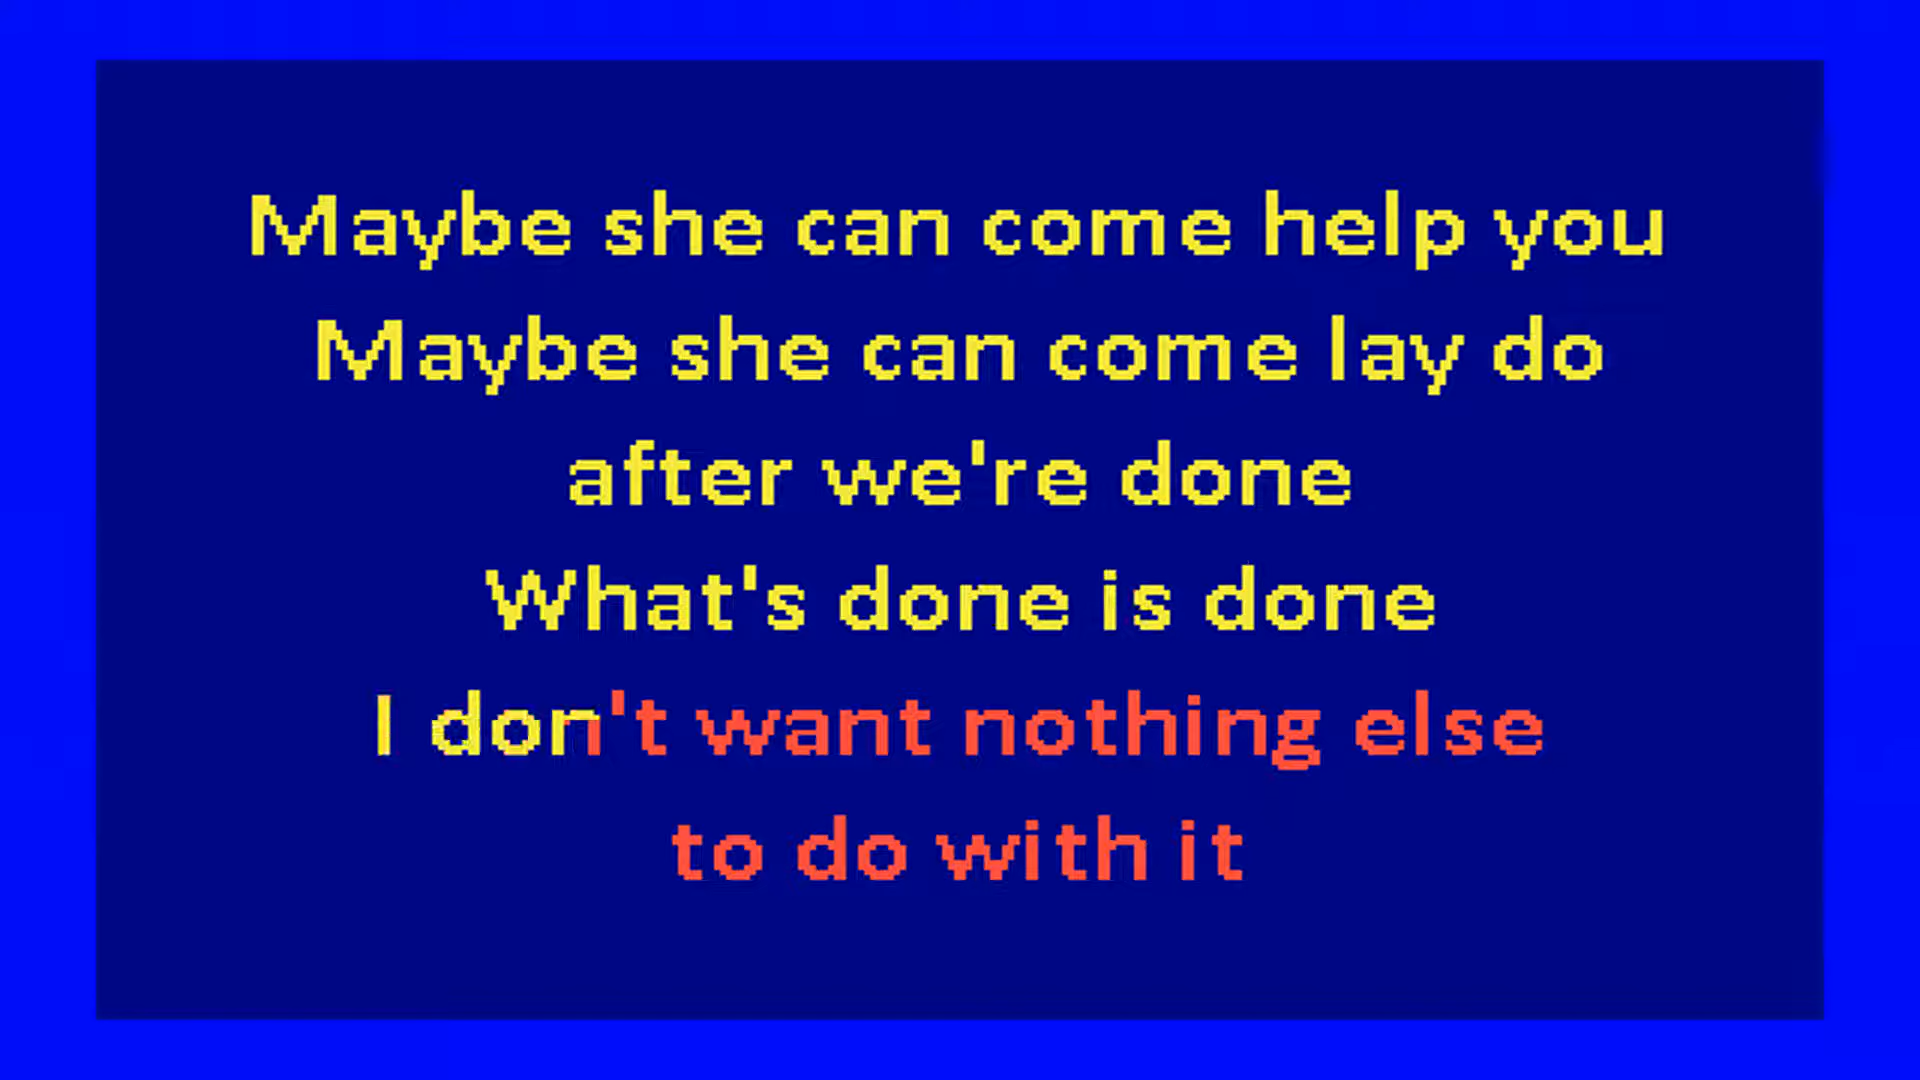 Maybe she can come help you
Maybe she can come lay do
after we're done
What's done is done
I don't want nothing else
to do with it